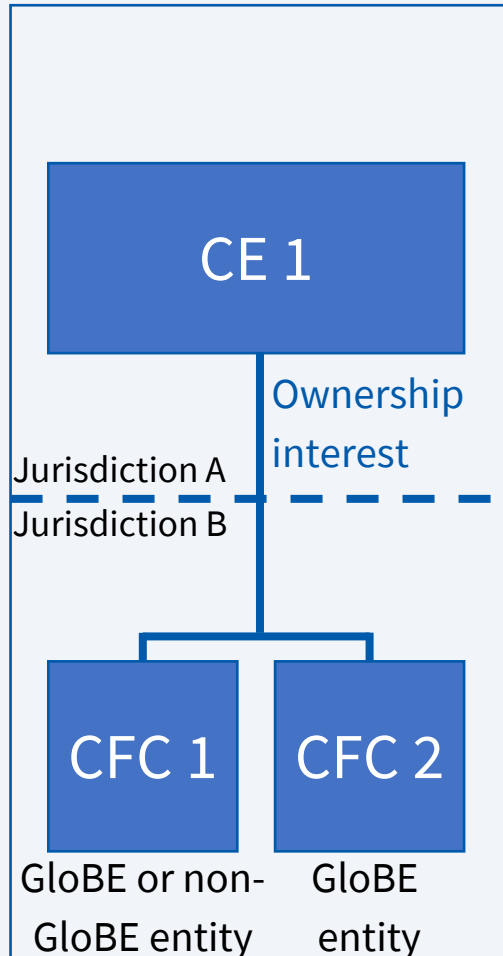 CE 1
Ownership
interest
Jurisdiction A
Jurisdiction B
CFC 1
CFC 2
GloBE or non-
GloBE entity
GloBE
entity